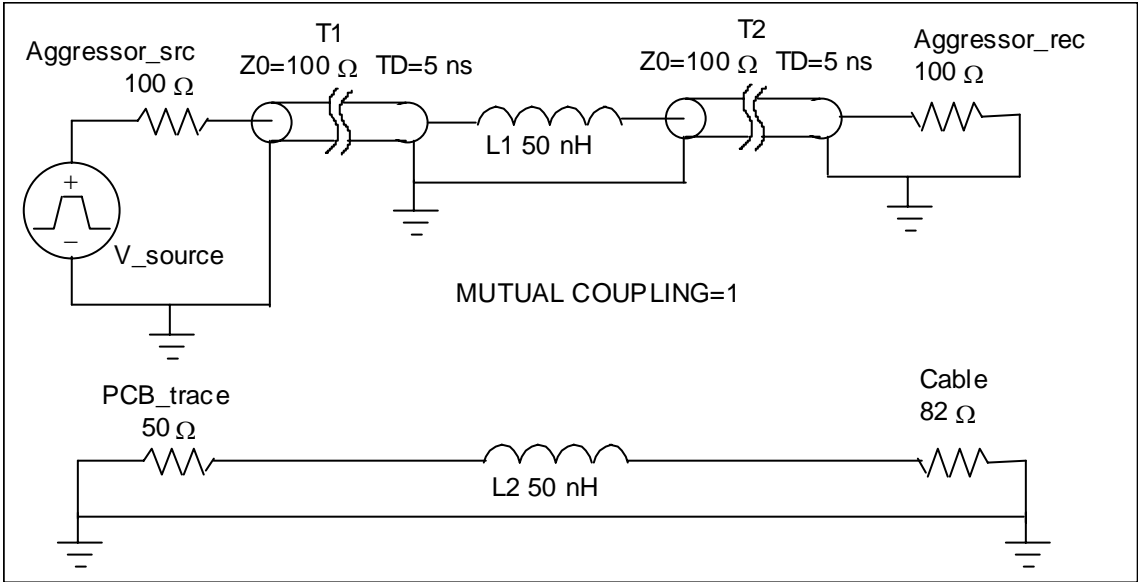 T1
Aggressor_src
100 Ω
Z0=100 Ω TD=5 ns
T2
Z0=100 Ω TD=5 ns
Aggressor_rec
100 Ω
L1 50 nH
+
−
V_source
MUTUAL COUPLING=1
PCB_trace
50 Ω
Cable
82 Ω
L2 50 nH